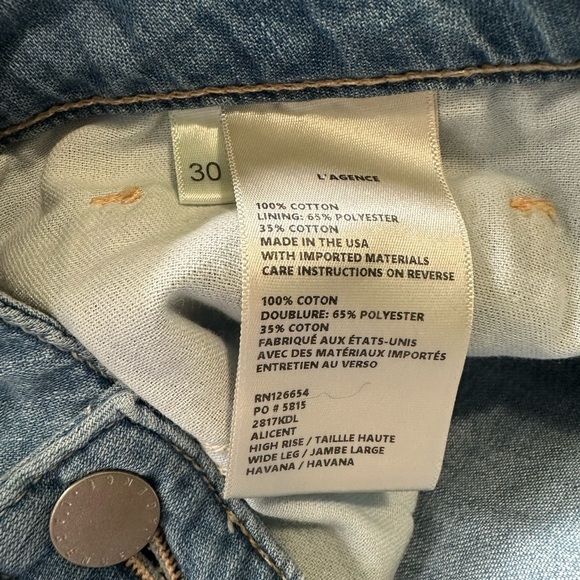 30
L'AGENCE
100% COTTON
LINING: 65% POLYESTER
35% COTTON
MADE IN THE USA
WITH IMPORTED MATERIALS
CARE INSTRUCTIONS ON REVERSE
100% COTON
DOUBLURE: 65% POLYESTER
35% COTON
FABRIQUÉ AUX ÉTATS-UNIS
AVEC DES MATÉRIAUX IMPORTÉS
ENTRETIEN AU VERSO
RN126654
PO # 5815
2817KDL
ALICENT
HIGH RISE / TAILLLE HAUTE
WIDE LEG / JAMBE LARGE
HAVANA / HAVANA